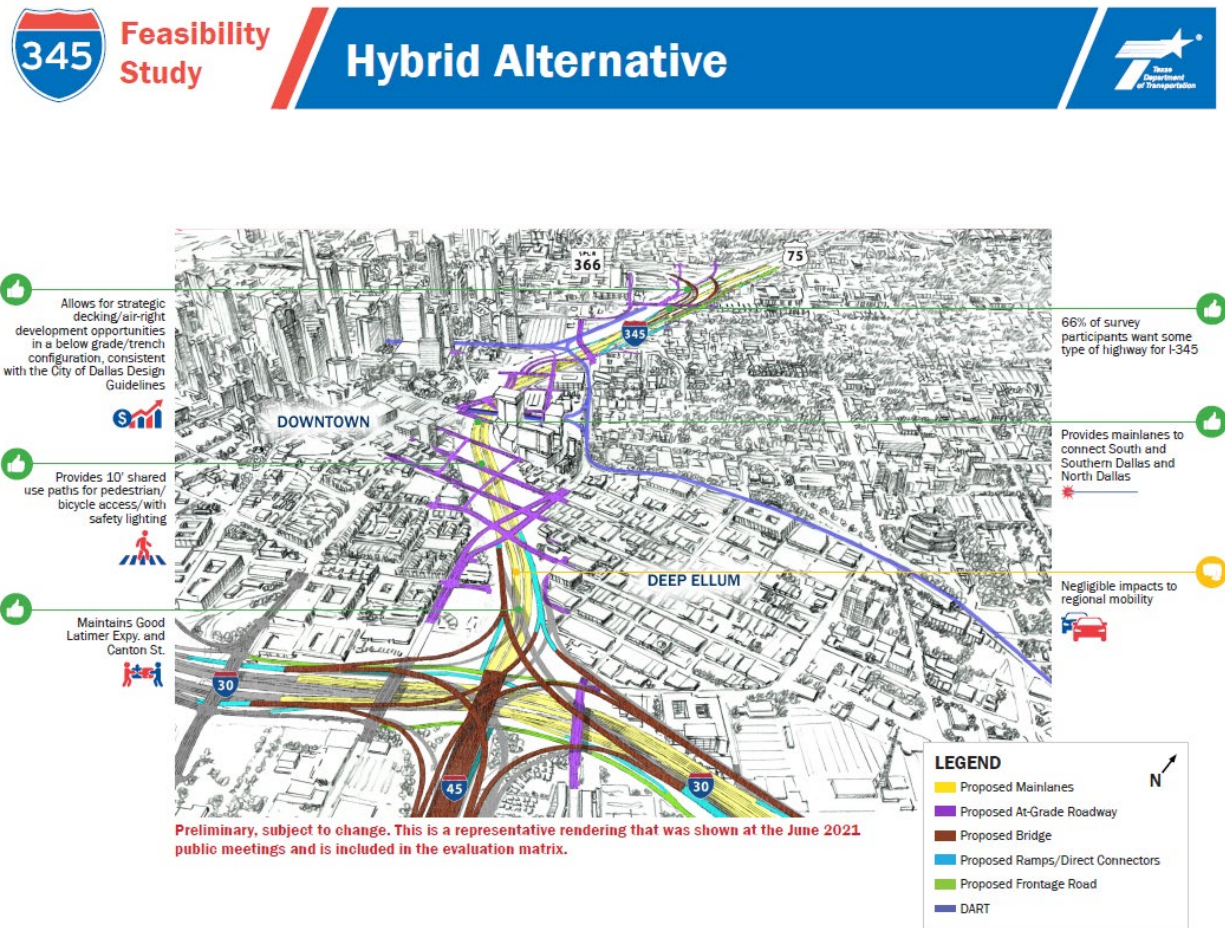 345
Feasibility
Study
Hybrid Alternative
Texas
Department
of Transportation
Allows for strategic
decking/air-right
development opportunities
in a below grade/trench
configuration, consistent
with the City of Dallas Design
Guidelines
Provides 10' shared
use paths for pedestrian/
bicycle access/with
safety lighting
Maintains Good
Latimer Expy. and
Canton St.
SPUR
366
75
345
DOWNTOWN
DEEP ELLUM
30
45
30
66% of survey
participants want some
type of highway for I-345
Provides mainlanes to
connect South and
Southern Dallas and
North Dallas
Negligible impacts to
regional mobility
LEGEND
N
Proposed Mainlanes
Proposed At-Grade Roadway
Proposed Bridge
Proposed Ramps/Direct Connectors
Proposed Frontage Road
DART
Preliminary, subject to change. This is a representative rendering that was shown at the June 2021
public meetings and is included in the evaluation matrix.